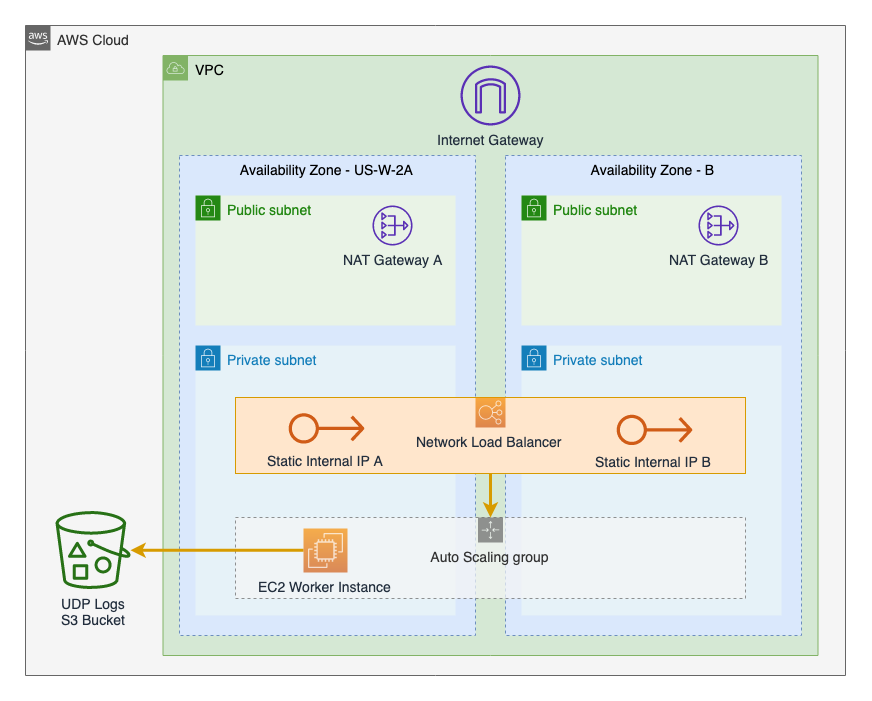 aws
AWS Cloud
VPC
Internet Gateway
Availability Zone - US-W-2A
Availability Zone - B
Public subnet
NAT Gateway A
Public subnet
NAT Gateway B
Private subnet
Private subnet
Static Internal IP A
Network Load Balancer
Static Internal IP B
Auto Scaling group
EC2 Worker Instance
UDP Logs
S3 Bucket